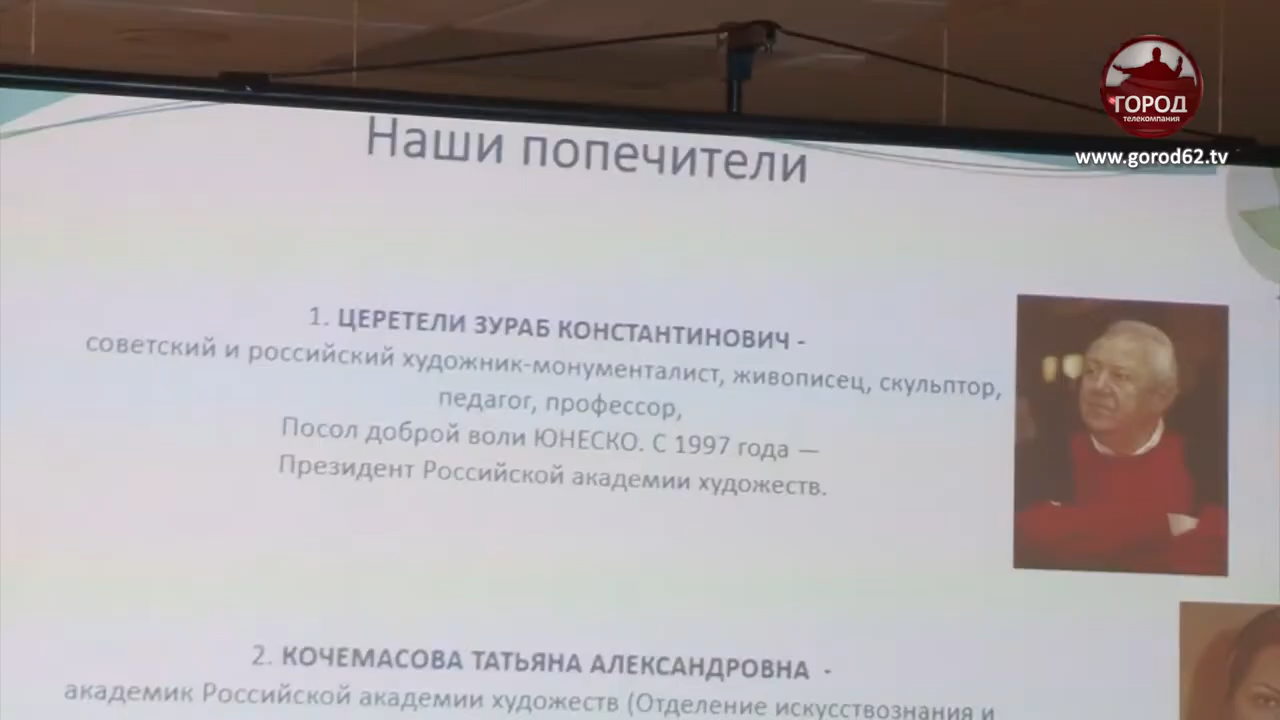 ГОРОД
телекомпания
www.gorod62.tv
Наши попечители
1. ЦЕРЕТЕЛИ ЗУРАБ КОНСТАНТИНОВИЧ -
советский и российский художник-монументалист, живописец, скульптор,
педагог, профессор,
Посол доброй воли ЮНЕСКО. С 1997 года —
Президент Российской академии художеств.
2. КОЧЕМАСОВА ТАТЬЯНА АЛЕКСАНДРОВНА -
академик Российской академии художеств (Отделение искусствознания и